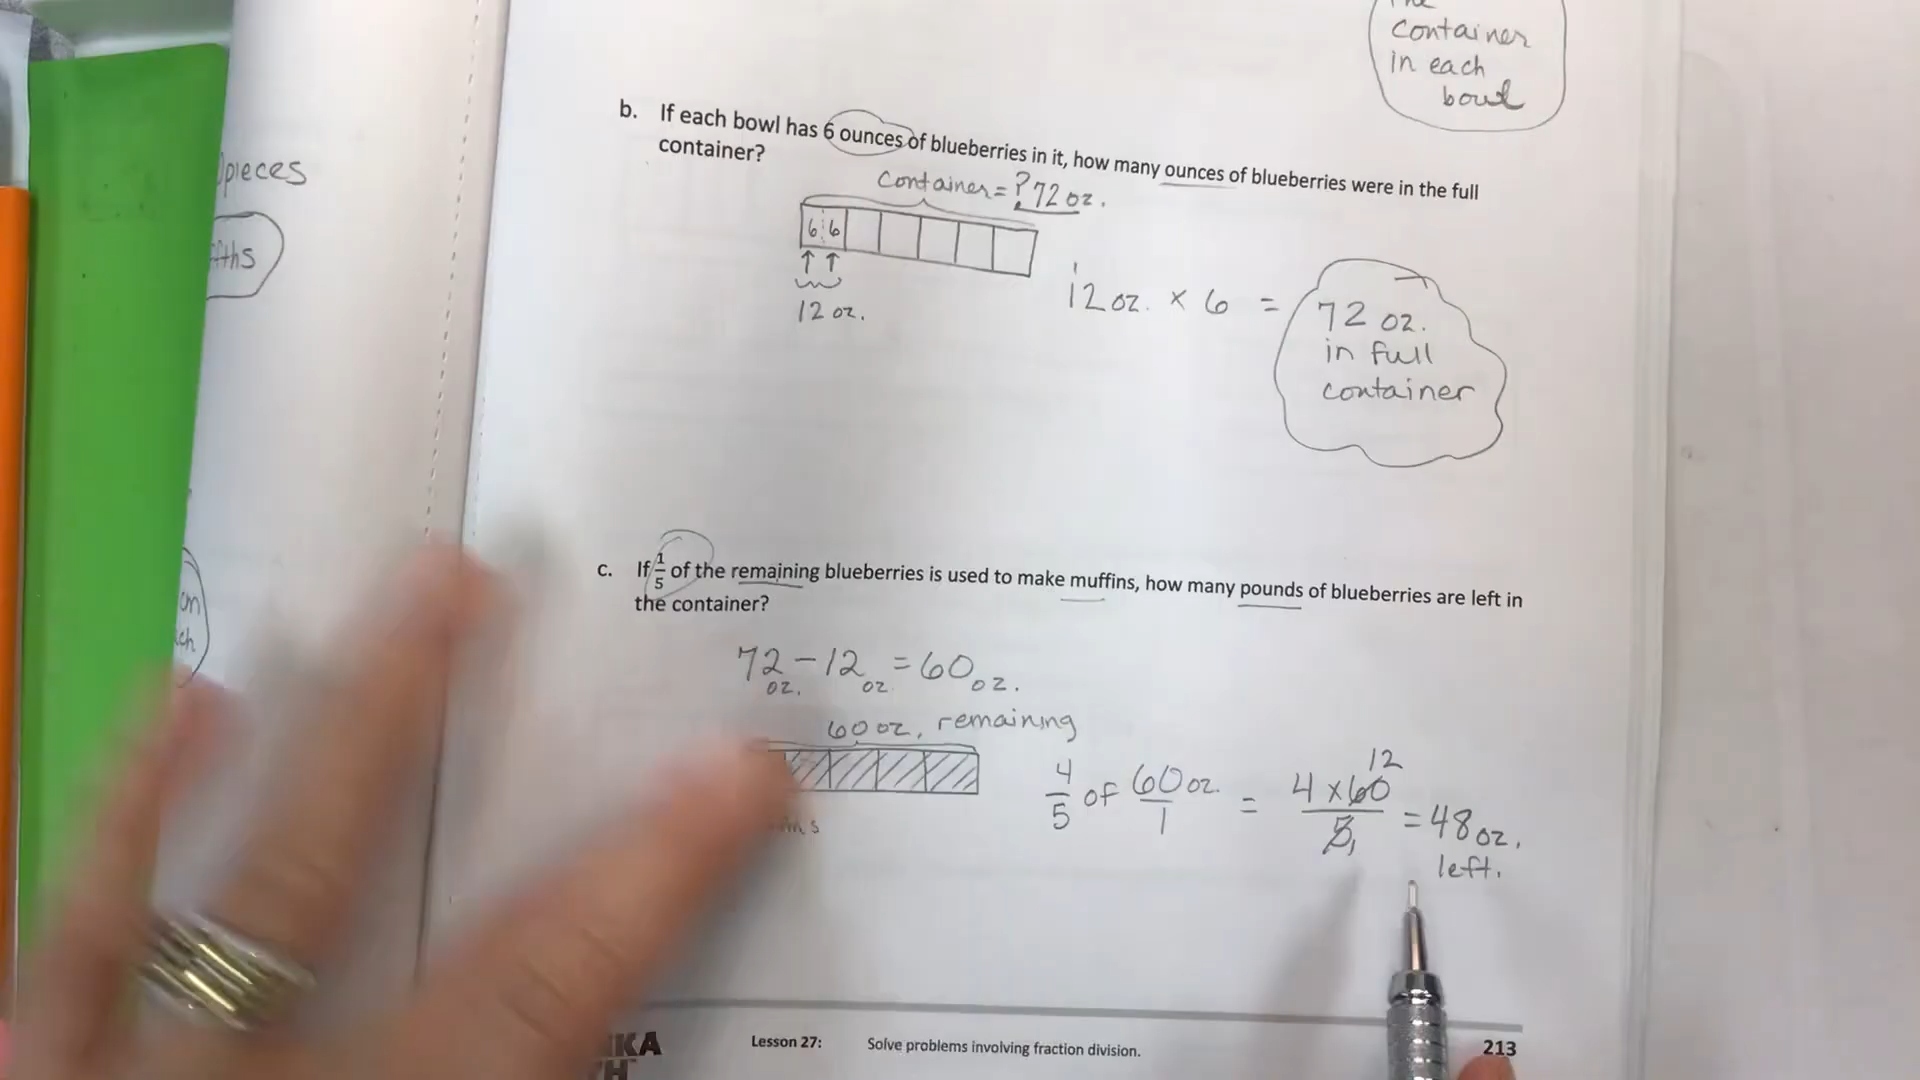 container
in each
bowl
b. If each bowl has 6 ounces of blueberries in it, how many ounces of blueberries were in the full
container?
pieces
container = ? 72 oz.
6 6
12 oz.
12 oz. x 6 = 72 oz.
in full
container
c. If 1/5 of the remaining blueberries is used to make muffins, how many pounds of blueberries are left in
the container?
72 oz. - 12 oz = 60 oz.
60 oz. remaining
4/5 of 60 oz./1 = 4 x 60/5 = 48 oz.
12
1
left.
Lesson 27: Solve problems involving fraction division.
213